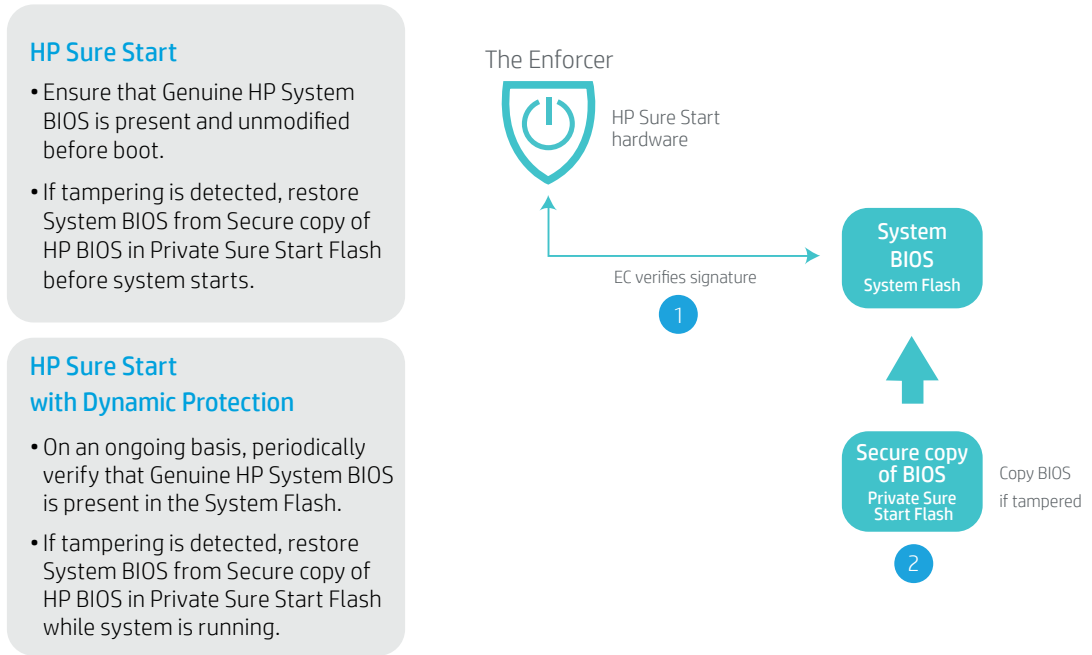 HP Sure Start
• Ensure that Genuine HP System
BIOS is present and unmodified
before boot.
• If tampering is detected, restore
System BIOS from Secure copy of
HP BIOS in Private Sure Start Flash
before system starts.
HP Sure Start
with Dynamic Protection
• On an ongoing basis, periodically
verify that Genuine HP System BIOS
is present in the System Flash.
• If tampering is detected, restore
System BIOS from Secure copy of
HP BIOS in Private Sure Start Flash
while system is running.
The Enforcer
HP Sure Start
hardware
EC verifies signature
1
System
BIOS
System Flash
Secure copy
of BIOS
Private Sure
Start Flash
Copy BIOS
if tampered
2